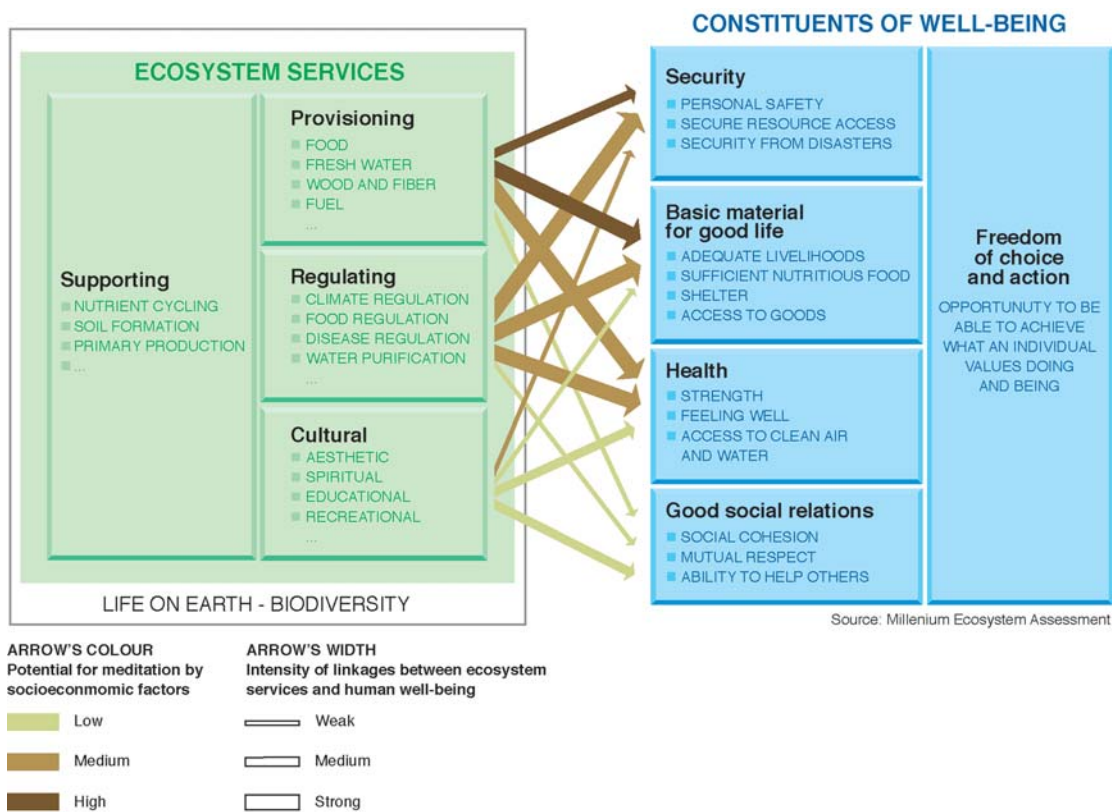 ECOSYSTEM SERVICES
Supporting
NUTRIENT CYCLING
SOIL FORMATION
PRIMARY PRODUCTION
...
Provisioning
FOOD
FRESH WATER
WOOD AND FIBER
FUEL
...
Regulating
CLIMATE REGULATION
FOOD REGULATION
DISEASE REGULATION
WATER PURIFICATION
...
Cultural
AESTHETIC
SPIRITUAL
EDUCATIONAL
RECREATIONAL
...
LIFE ON EARTH - BIODIVERSITY
CONSTITUENTS OF WELL-BEING
Security
PERSONAL SAFETY
SECURE RESOURCE ACCESS
SECURITY FROM DISASTERS
Basic material
for good life
ADEQUATE LIVELIHOODS
SUFFICIENT NUTRITIOUS FOOD
SHELTER
ACCESS TO GOODS
Health
STRENGTH
FEELING WELL
ACCESS TO CLEAN AIR
AND WATER
Good social relations
SOCIAL COHESION
MUTUAL RESPECT
ABILITY TO HELP OTHERS
Freedom
of choice
and action
OPPORTUNUTY TO BE
ABLE TO ACHIEVE
WHAT AN INDIVIDUAL
VALUES DOING
AND BEING
Source: Millenium Ecosystem Assessment
ARROW'S COLOUR
Potential for meditation by
socioeconmomic factors
Low
Medium
High
ARROW'S WIDTH
Intensity of linkages between ecosystem
services and human well-being
Weak
Medium
Strong